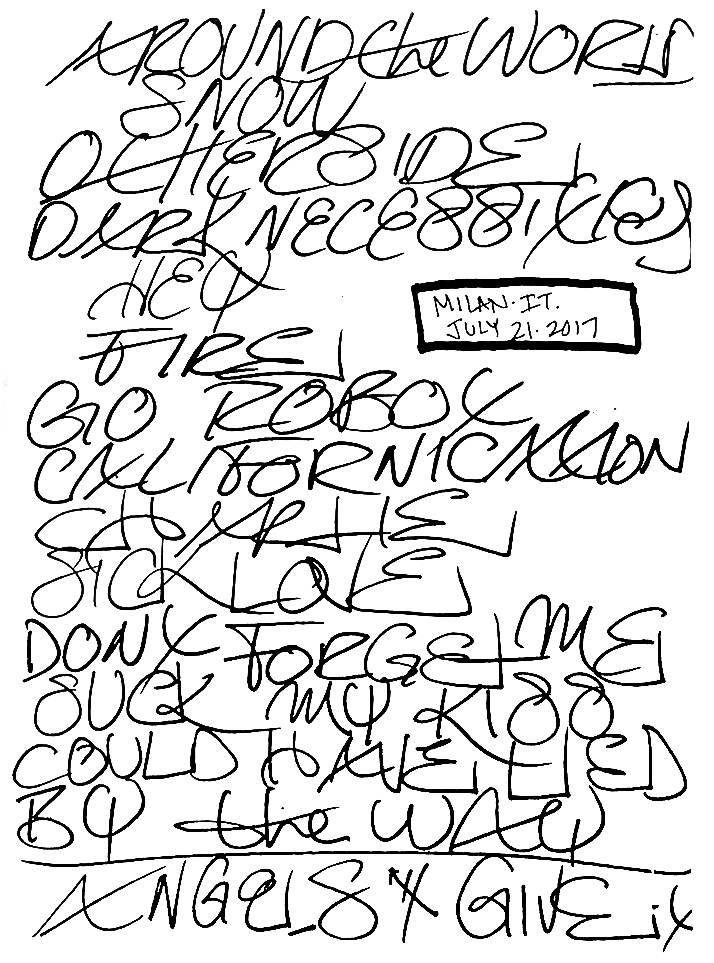 AROUND the WORLD
SNOW
OTHERSIDE
DARK NECESSITIES
HEY
MILAN. IT.
JULY 21. 2017
FIRE
GO ROBOT
CALIFORNICATION
CHARLIE
SICK LOVE
DON'T FORGET ME
SUCK MY KISS
COULD HAVE LIED
BY the WAY
ANGELS Y GIVE it